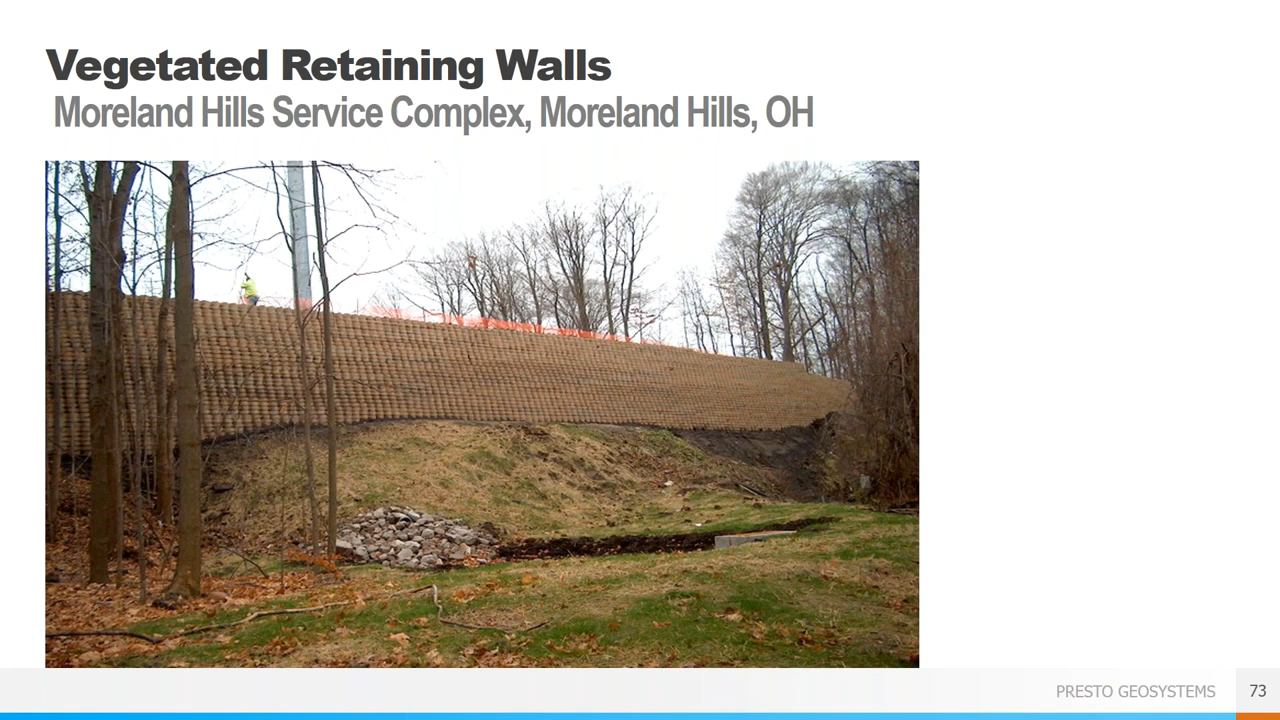 Vegetated Retaining Walls
Moreland Hills Service Complex, Moreland Hills, OH
PRESTO GEOSYSTEMS
73